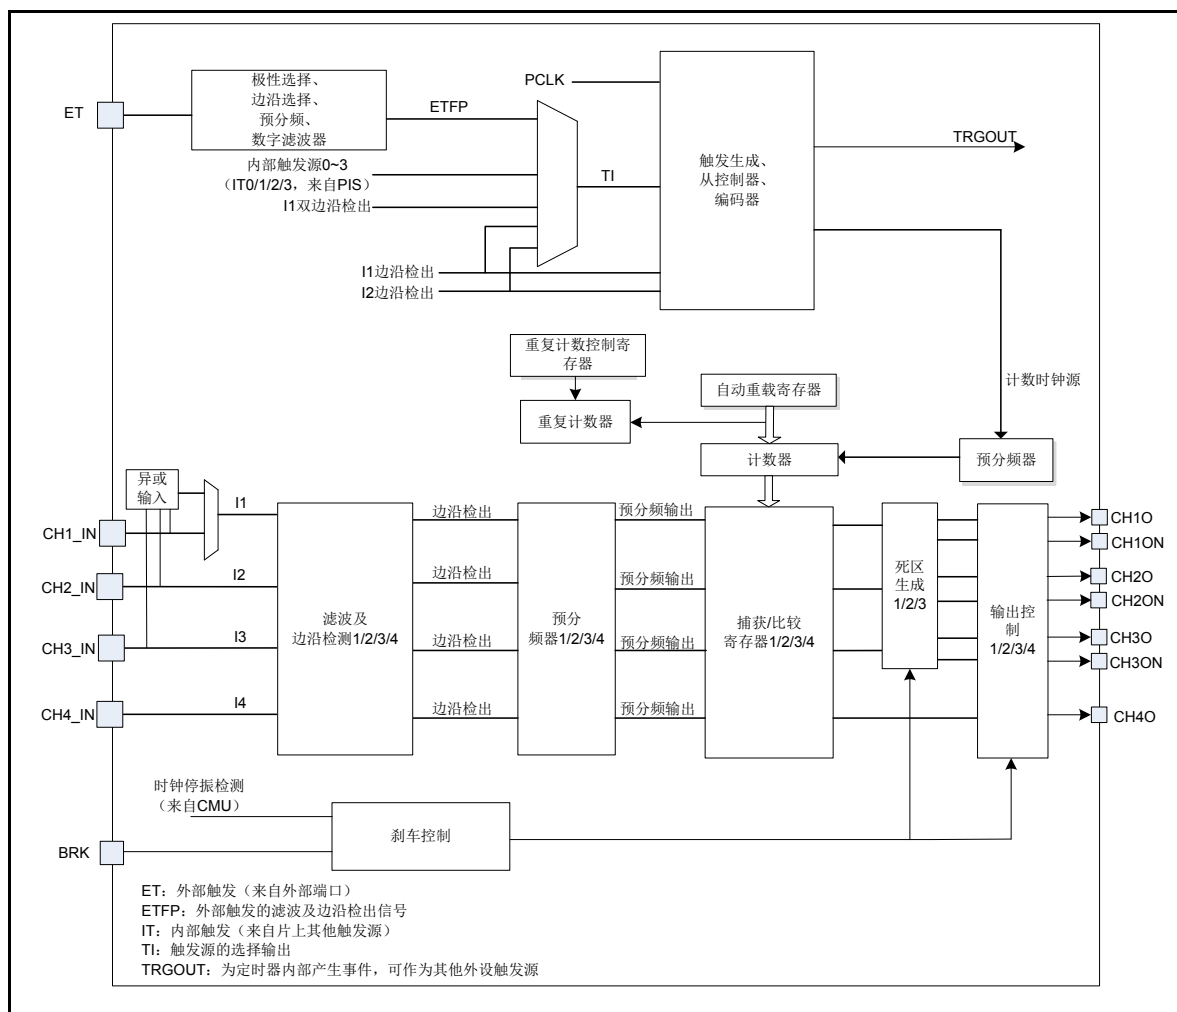 ET
极性选择、
边沿选择、
预分频、
数字滤波器
ETFP
PCLK
内部触发源0~3
（IT0/1/2/3，来自PIS）
I1双边沿检出
TI
触发生成、
从控制器、
编码器
TRGOUT
I1边沿检出
I2边沿检出
重复计数控制寄
存器
自动重载寄存器
计数时钟源
重复计数器
计数器
预分频器
异或
输入
CH1_IN
CH2_IN
CH3_IN
CH4_IN
I1
I2
I3
I4
滤波及
边沿检测1/2/3/4
边沿检出
边沿检出
边沿检出
边沿检出
预分
频器1/2/3/4
预分频输出
预分频输出
预分频输出
预分频输出
捕获/比较
寄存器1/2/3/4
死区
生成
1/2/3
输出控
制
1/2/3/4
CH1O
CH1ON
CH2O
CH2ON
CH3O
CH3ON
CH4O
时钟停振检测
（来自CMU）
BRK
刹车控制
ET：外部触发（来自外部端口）
ETFP：外部触发的滤波及边沿检出信号
IT：内部触发（来自片上其他触发源）
TI：触发源的选择输出
TRGOUT：为定时器内部产生事件，可作为其他外设触发源